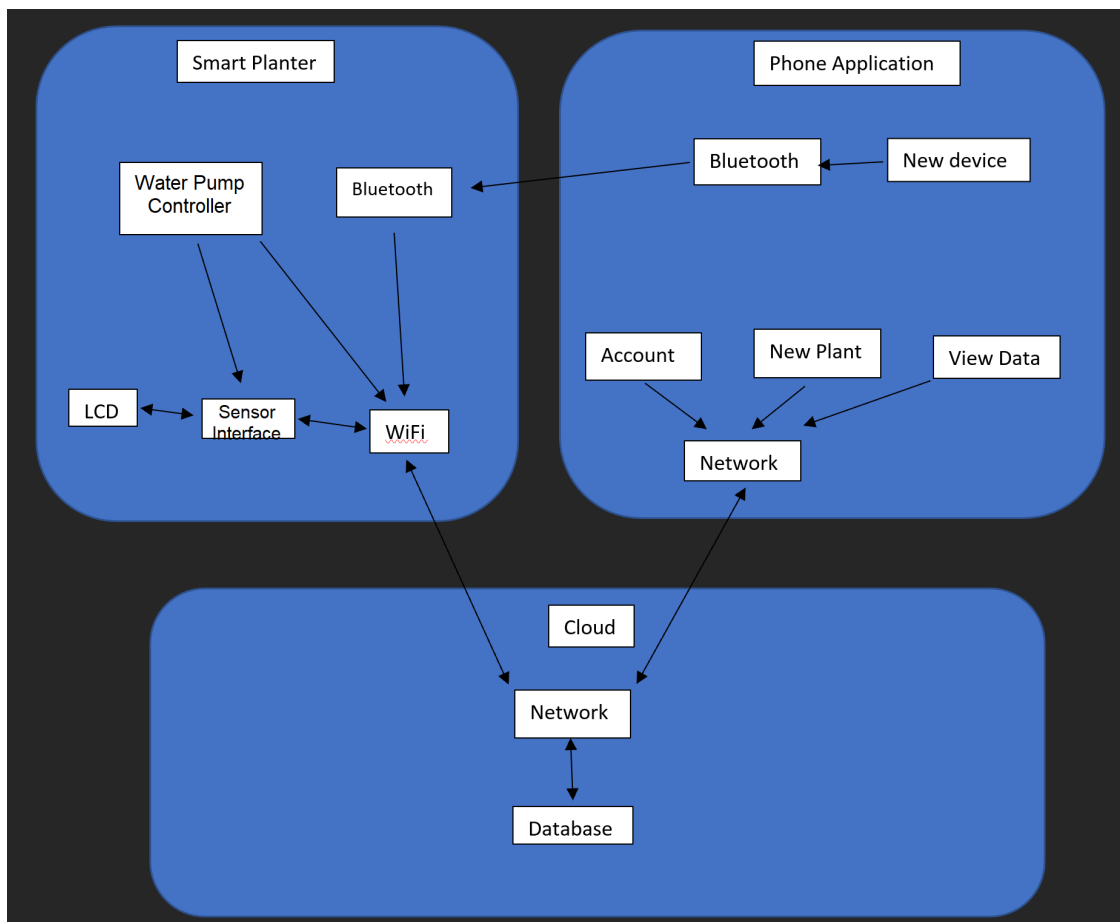 Smart Planter
Phone Application
Water Pump
Controller
Bluetooth
Bluetooth
New device
LCD
Sensor
Interface
WiFi
Account
New Plant
View Data
Network
Cloud
Network
Database